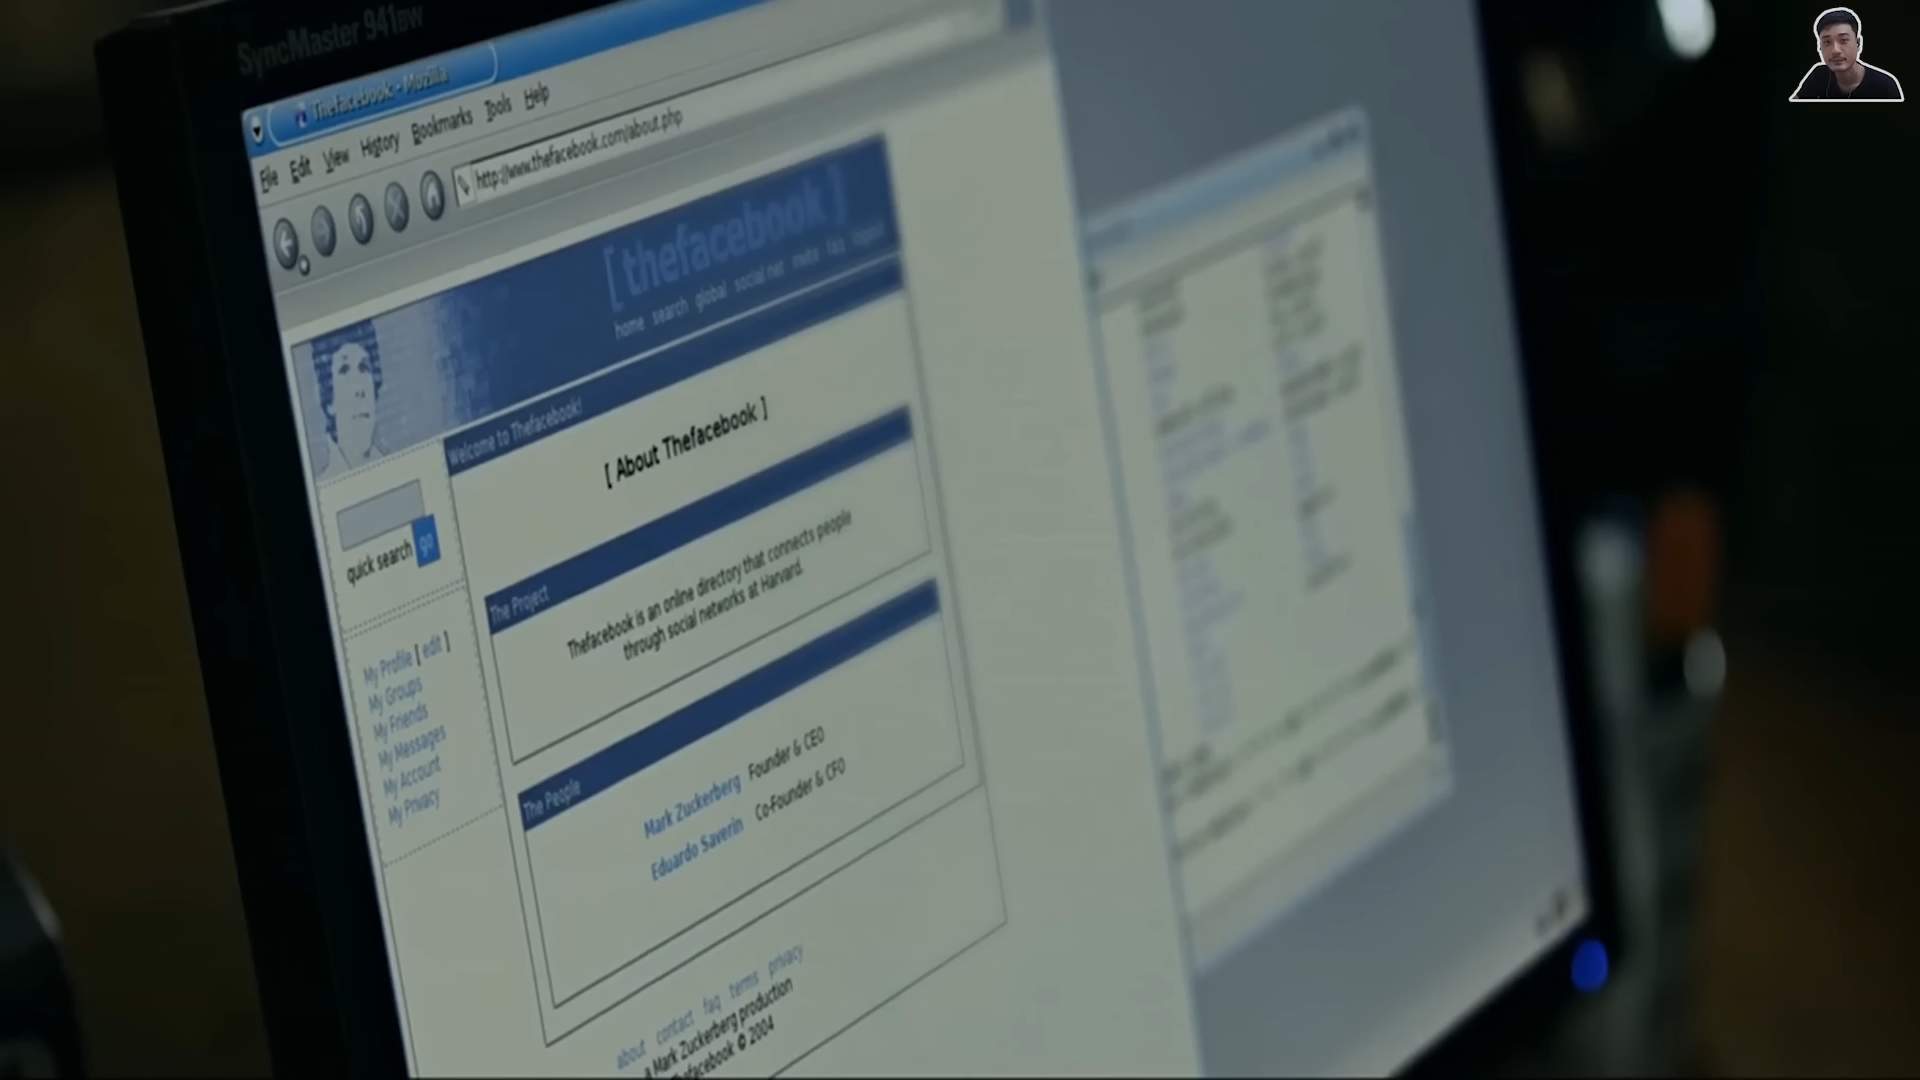 SyncMaster 941BW
Thefacebook - Mozilla
File Edit View History Bookmarks Tools Help
http://www.thefacebook.com/about.php
[ thefacebook ]
home search global social net invite faq logout
Welcome to Thefacebook!
[ About Thefacebook ]
quick search go
The Project
Thefacebook is an online directory that connects people
through social networks at Harvard.
My Profile [ edit ]
My Groups
My Friends
My Messages
My Account
My Privacy
The People
Mark Zuckerberg Founder & CEO
Eduardo Saverin Co-Founder & CFO
about contact faq terms privacy
a Mark Zuckerberg production
Thefacebook © 2004